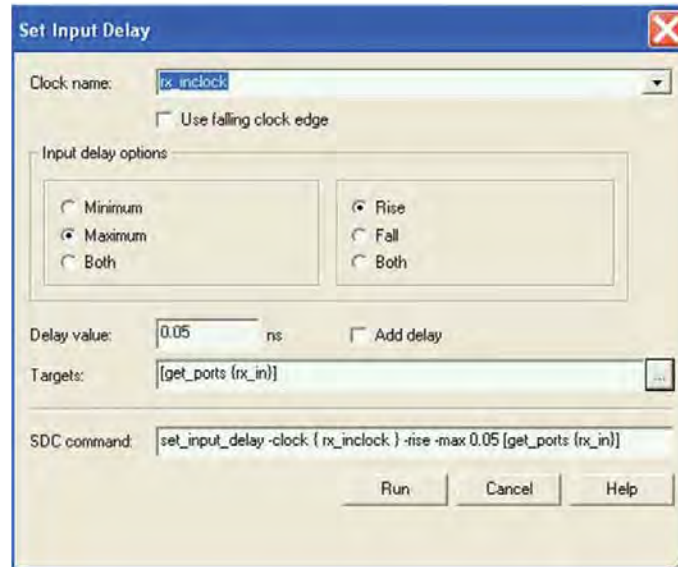 Set Input Delay
Clock name: rx_inclock
Use falling clock edge
Input delay options
Minimum
Maximum
Both
Rise
Fall
Both
Delay value: 0.05 ns Add delay
Targets: [get_ports {rx_in}] ...
SDC command: set_input_delay -clock { rx_inclock } -rise -max 0.05 [get_ports {rx_in}]
Run Cancel Help